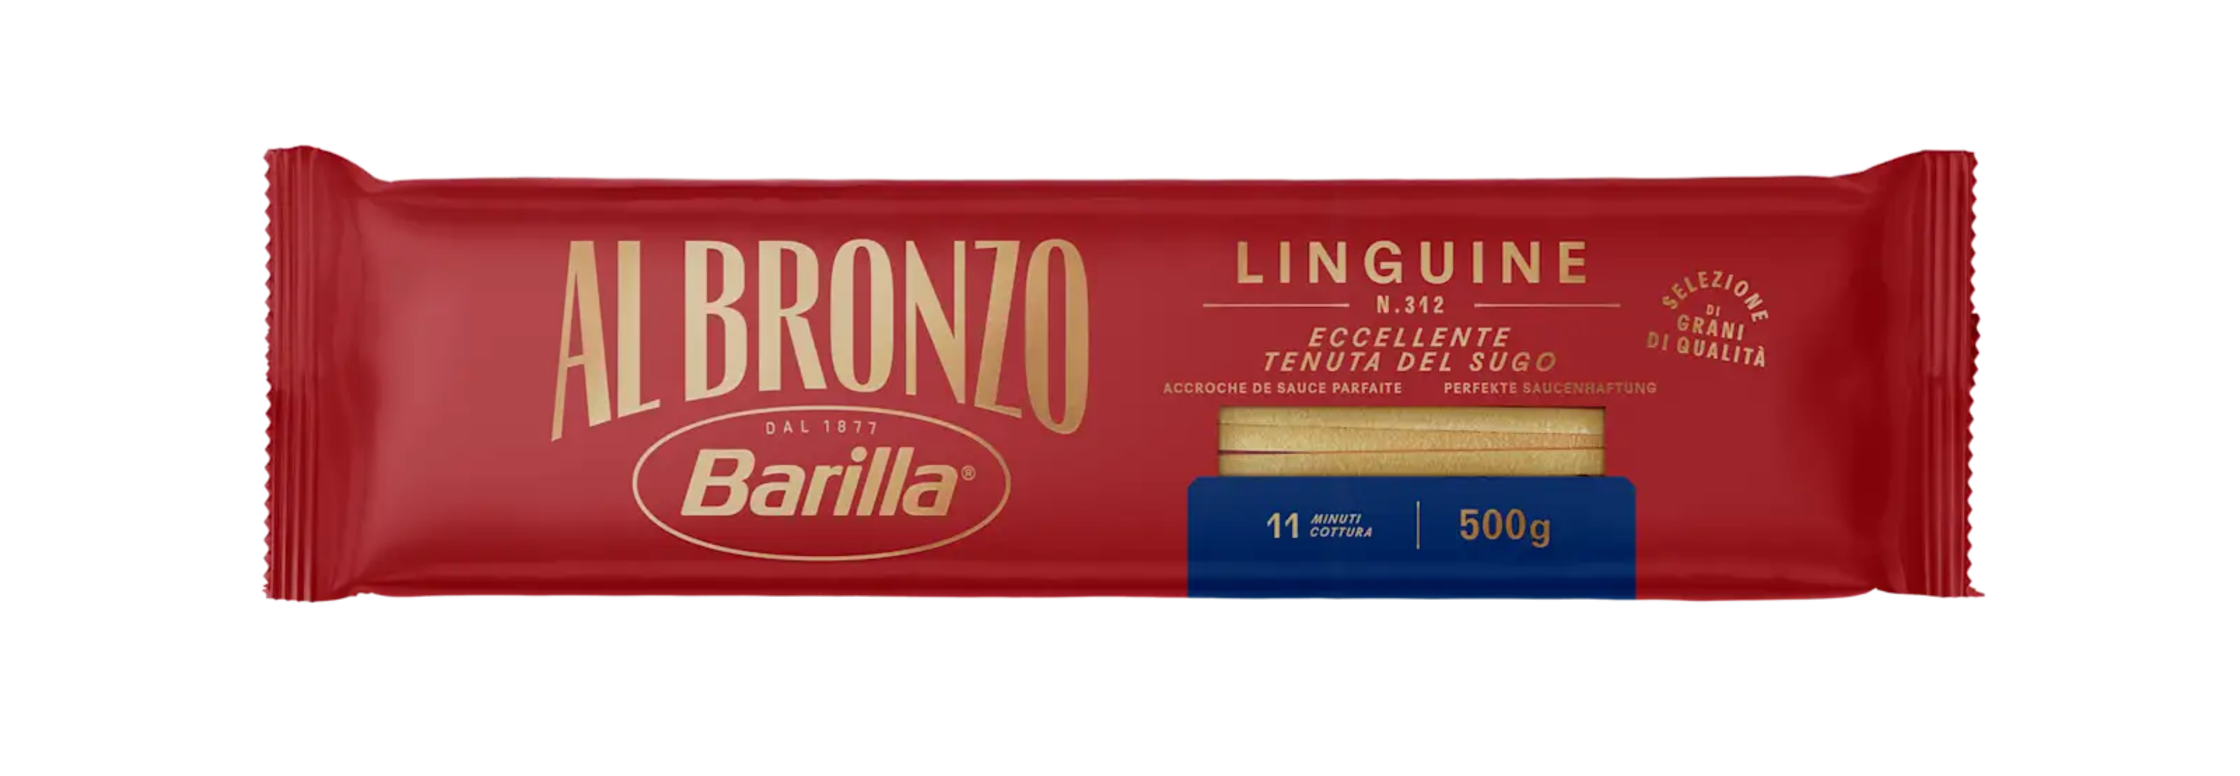 AL BRONZO
DAL 1877
Barilla®
LINGUINE
N.312
ECCELLENTE
TENUTA DEL SUGO
ACCROCHE DE SAUCE PARFAITE PERFEKTE SAUCENHAFTUNG
11 MINUTI
COTTURA
500g
SELEZIONE
DI
GRANI
DI QUALITÀ